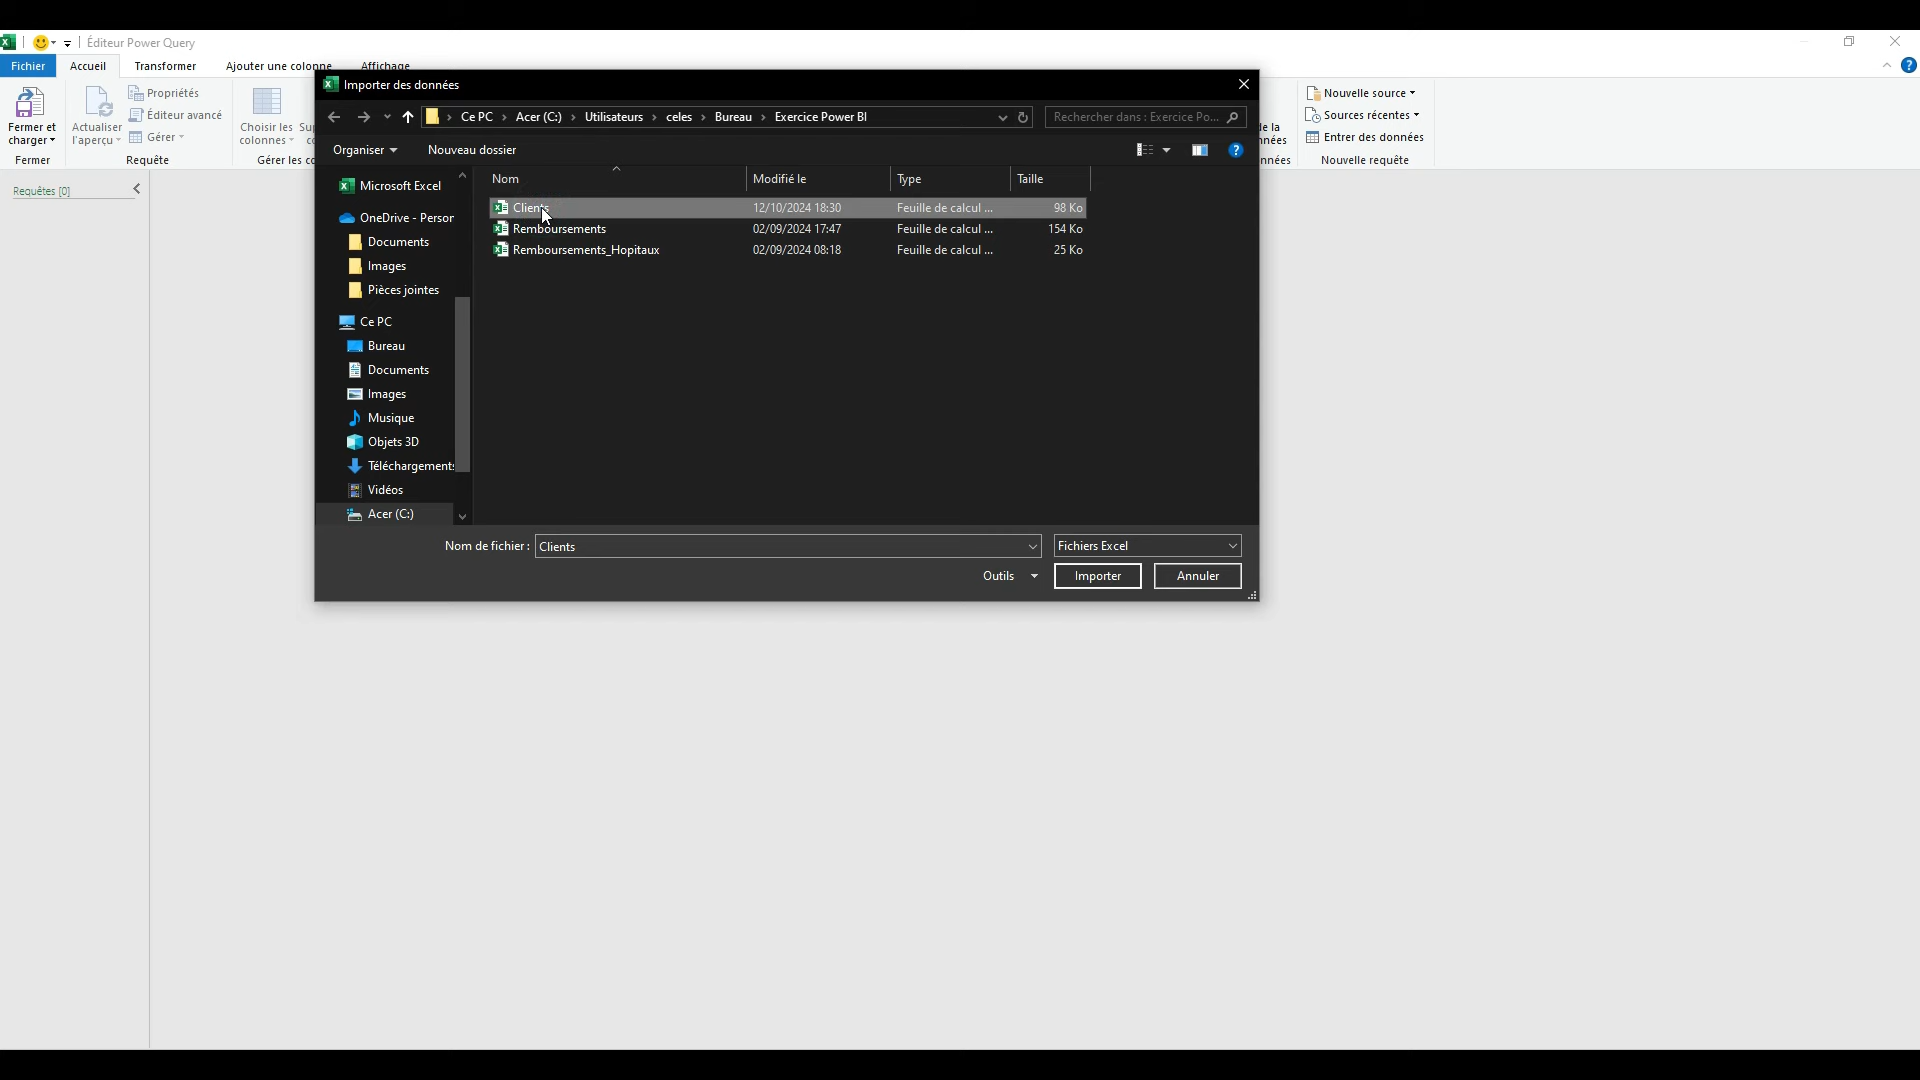 Éditeur Power Query
Fichier Accueil Transformer Ajouter une colonne Affichage
Fermer et charger
Fermer
Actualiser l'aperçu
Propriétés
Éditeur avancé
Gérer
Requête
Choisir les colonnes
Gérer les
Nouvelle source
Sources récentes
Entrer des données
Nouvelle requête
Requêtes [0]
Importer des données
Ce PC Acer (C:) Utilisateurs celes Bureau Exercice Power BI
Rechercher dans : Exercice Po...
Organiser Nouveau dossier
Microsoft Excel
OneDrive - Person
Documents
Images
Pièces jointes
Ce PC
Bureau
Documents
Images
Musique
Objets 3D
Téléchargements
Vidéos
Acer (C:)
Nom Modifié le Type Taille
Clients 12/10/2024 18:30 Feuille de calcul ... 98 Ko
Remboursements 02/09/2024 17:47 Feuille de calcul ... 154 Ko
Remboursements_Hopitaux 02/09/2024 08:18 Feuille de calcul ... 25 Ko
Nom de fichier : Clients Fichiers Excel
Outils Importer Annuler